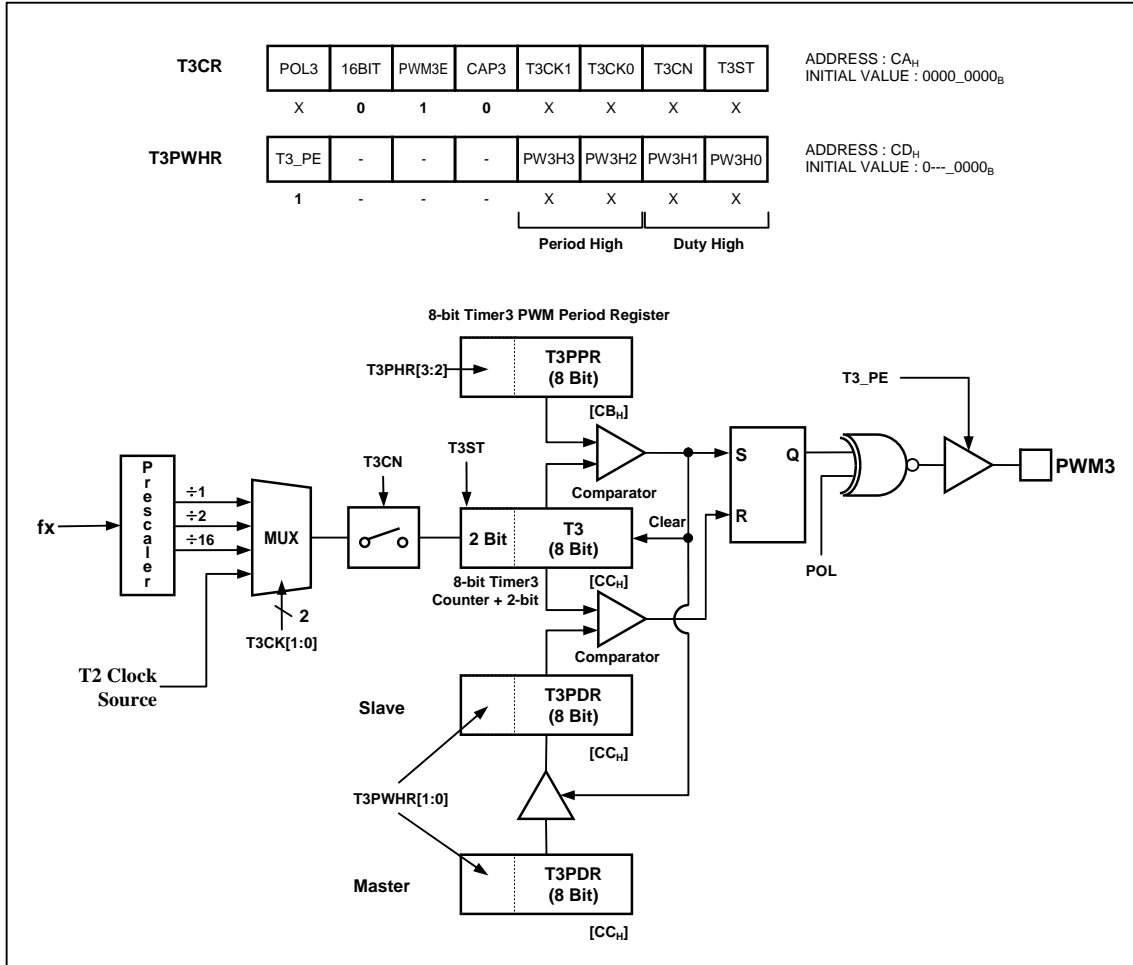 T3CR
POL3 16BIT PWM3E CAP3 T3CK1 T3CK0 T3CN T3ST
ADDRESS : CAH
INITIAL VALUE : 0000_0000B
X 0 1 0 X X X X
T3PWHR
T3_PE - - - PW3H3 PW3H2 PW3H1 PW3H0
ADDRESS : CDH
INITIAL VALUE : 0---_0000B
1 - - - X X X X
Period High Duty High
8-bit Timer3 PWM Period Register
T3PHR[3:2]
T3PPR
(8 Bit)
[CBH]
T3_PE
T3ST
T3CN
Comparator
S Q
R
PWM3
POL
Prescaler
fx
÷1
÷2
÷16
MUX
2
T3CK[1:0]
T2 Clock
Source
2 Bit
T3
(8 Bit)
Clear
8-bit Timer3
Counter + 2-bit
[CCH]
Comparator
Slave
T3PDR
(8 Bit)
[CCH]
T3PWHR[1:0]
Master
T3PDR
(8 Bit)
[CCH]